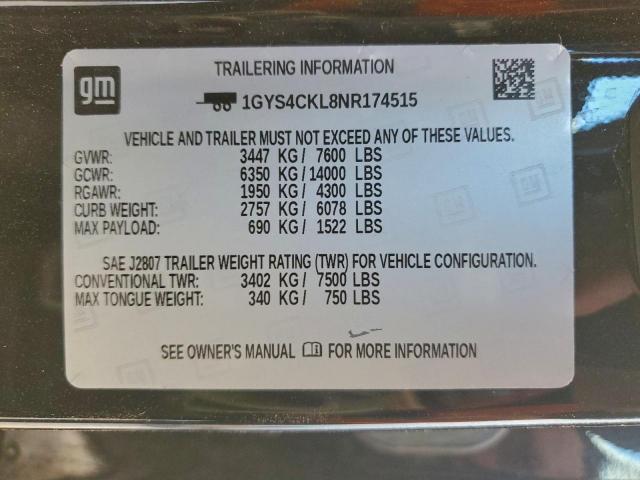 gm
TRAILERING INFORMATION
1GYS4CKL8NR174515
VEHICLE AND TRAILER MUST NOT EXCEED ANY OF THESE VALUES.
GVWR: 3447 KG / 7600 LBS
GCWR: 6350 KG / 14000 LBS
RGAWR: 1950 KG / 4300 LBS
CURB WEIGHT: 2757 KG / 6078 LBS
MAX PAYLOAD: 690 KG / 1522 LBS
SAE J2807 TRAILER WEIGHT RATING (TWR) FOR VEHICLE CONFIGURATION.
CONVENTIONAL TWR: 3402 KG / 7500 LBS
MAX TONGUE WEIGHT: 340 KG / 750 LBS
SEE OWNER'S MANUAL FOR MORE INFORMATION